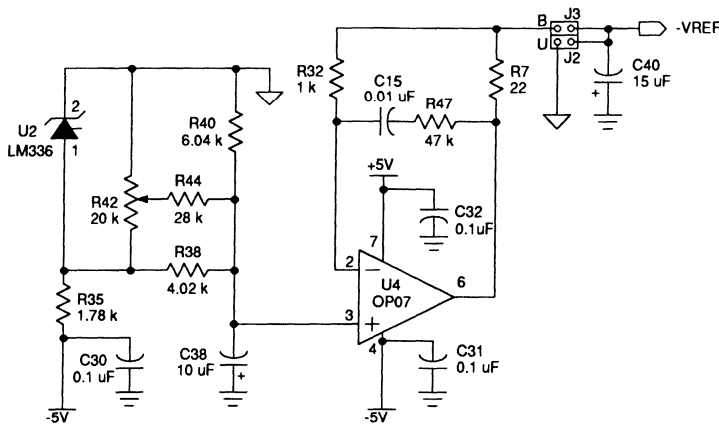 B J3
U J2
-VREF
C40
15 uF
+
R32
1 k
C15
0.01 uF
R47
47 k
R7
22
2
U2
LM336
1
R40
6.04 k
R42
20 k
R44
28 k
R38
4.02 k
R35
1.78 k
C30
0.1 uF
-5V
C38
10 uF
+
+5V
C32
0.1uF
7
2
−
U4
OP07
6
3
+
4
C31
0.1 uF
-5V